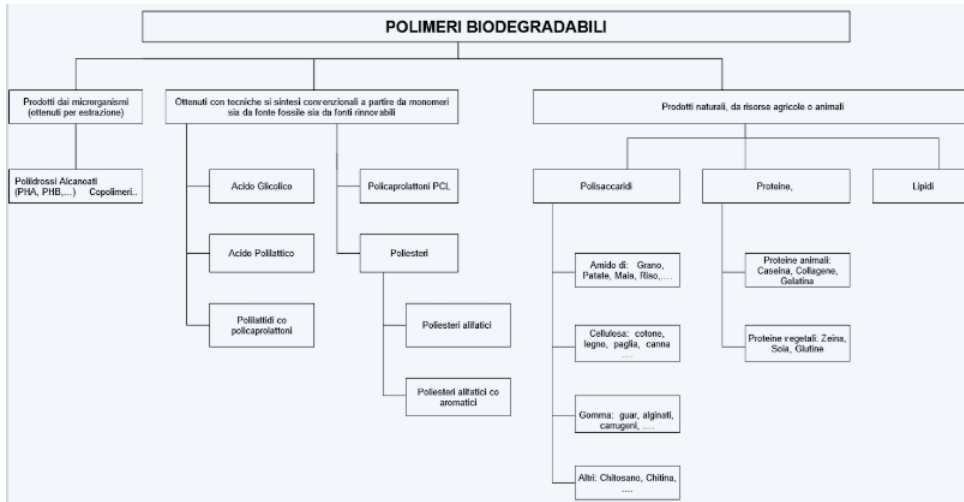 POLIMERI BIODEGRADABILI
Prodotti dai microrganismi
(ottenuti per estrazione)
Ottenuti con tecniche si sintesi convenzionali a partire da monomeri
sia da fonte fossile sia da fonti rinnovabili
Prodotti naturali, da risorse agricole o animali
Poliidrossi Alcanoati
(PHA, PHB,...) Copolimeri..
Acido Glicolico
Policaprolattoni PCL
Polisaccaridi
Proteine,
Lipidi
Acido Polilattico
Poliesteri
Amido di: Grano,
Patate, Mais, Riso,....
Proteine animali:
Caseina, Collagene,
Gelatina
Polilattidi co
policaprolattoni
Poliesteri alifatici
Cellulosa: cotone,
legno, paglia, canna
....
Proteine vegetali: Zeina,
Soia, Glutine
Poliesteri alifatici co
aromatici
Gomma: guar, alginati,
carrugeni, ....
Altri: Chitosano, Chitina,
....